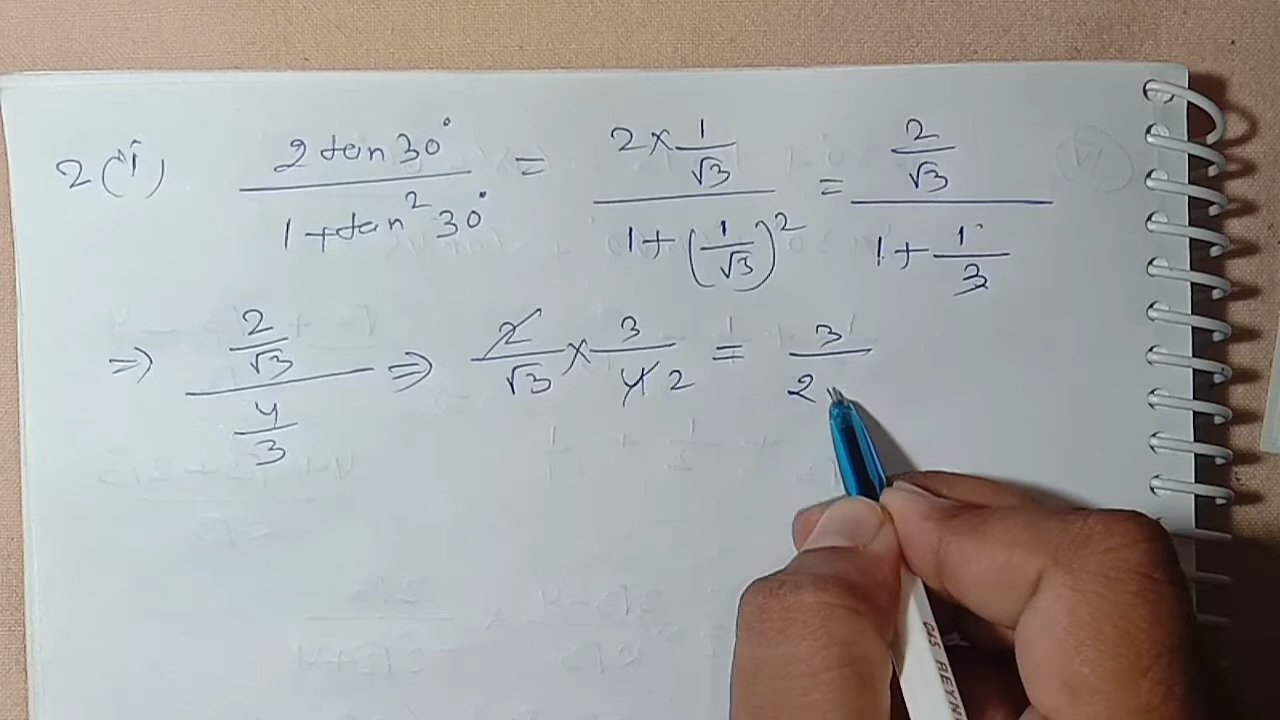 2(i) 2 tan 30° / 1 + tan² 30° = 2 × 1/√3 / 1 + (1/√3)² = 2/√3 / 1 + 1/3
⇒ 2/√3 / 4/3 ⇒ 2/√3 × 3/4 2 = 3 / 2